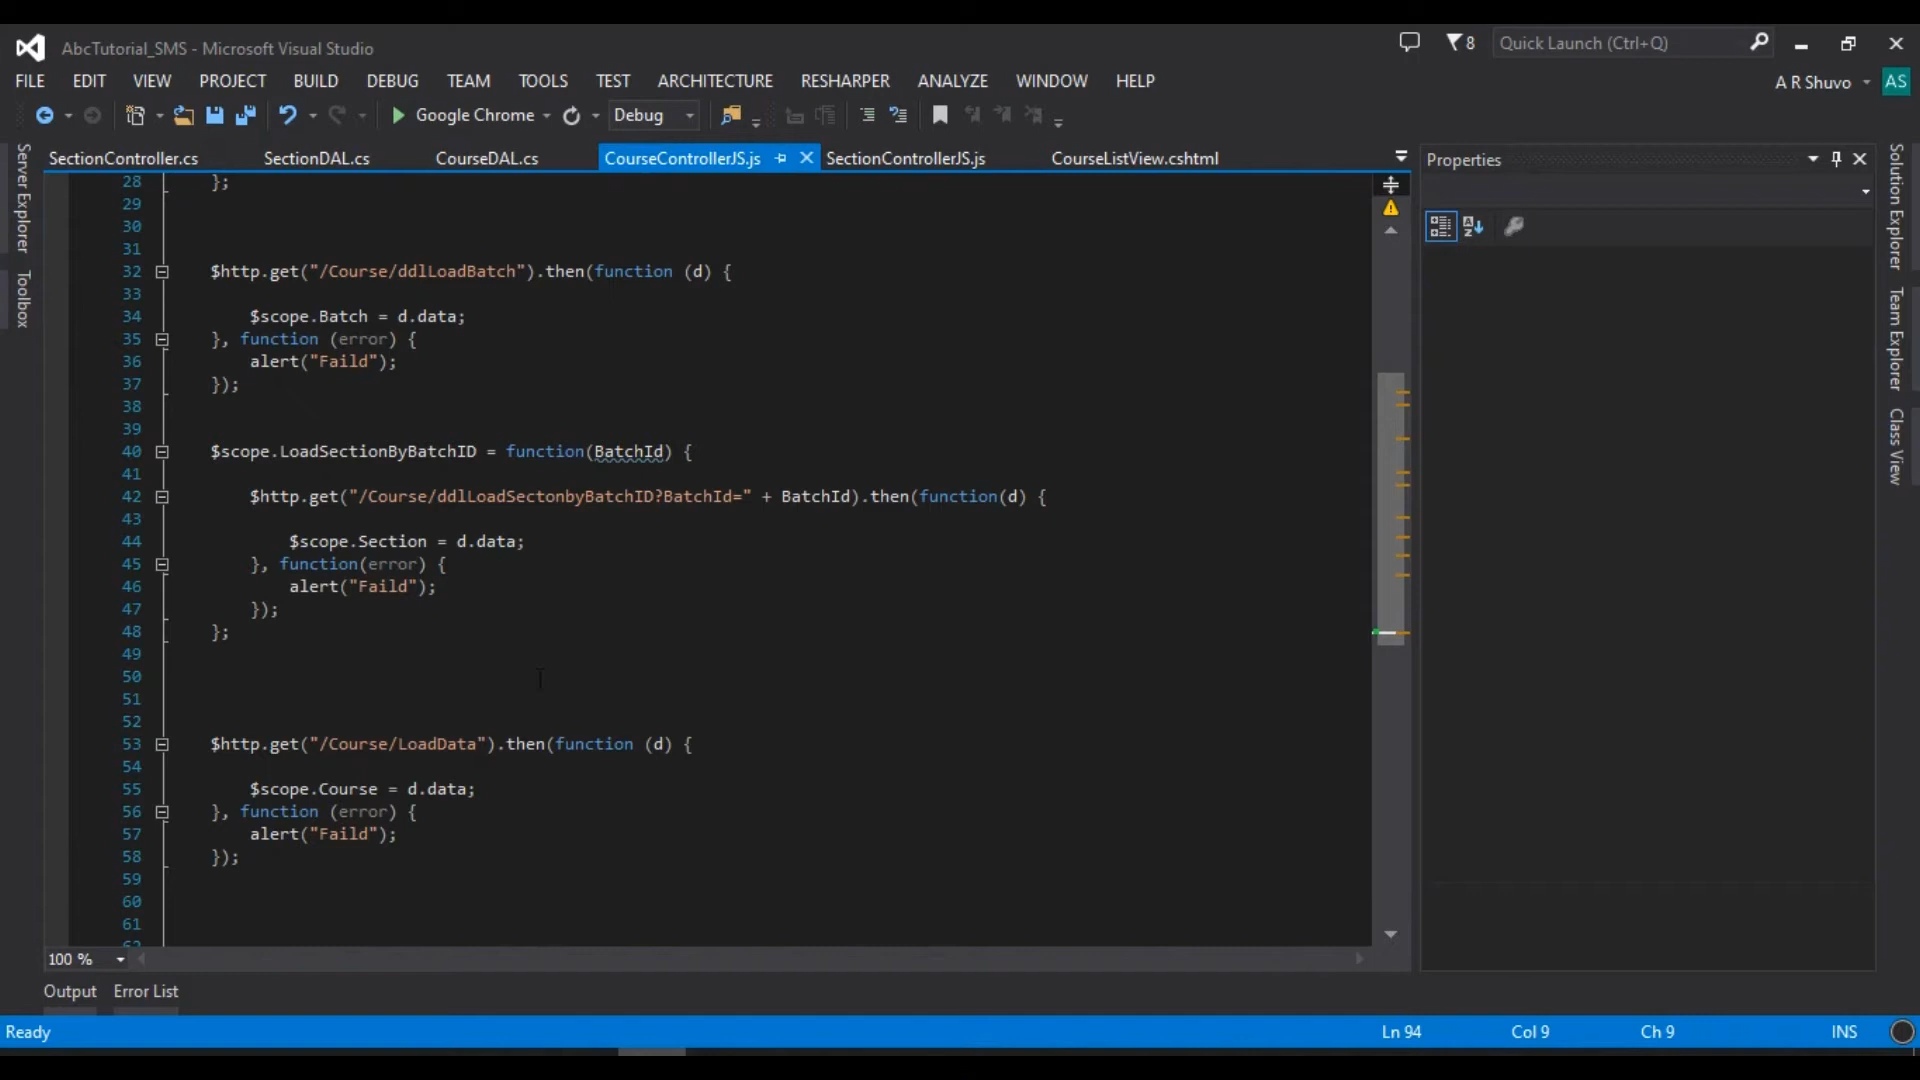 AbcTutorial_SMS - Microsoft Visual Studio
8
Quick Launch (Ctrl+Q)
FILE EDIT VIEW PROJECT BUILD DEBUG TEAM TOOLS TEST ARCHITECTURE RESHARPER ANALYZE WINDOW HELP
A R Shuvo AS
Google Chrome Debug
SectionController.cs SectionDAL.cs CourseDAL.cs CourseControllerJS.js SectionControllerJS.js CourseListView.cshtml
Properties
Server Explorer
Toolbox
Solution Explorer
Team Explorer
Class View
28 };
29
30
31
32 $http.get("/Course/ddlLoadBatch").then(function (d) {
33
34 $scope.Batch = d.data;
35 }, function (error) {
36 alert("Faild");
37 });
38
39
40 $scope.LoadSectionByBatchID = function(BatchId) {
41
42 $http.get("/Course/ddlLoadSectonbyBatchID?BatchId=" + BatchId).then(function(d) {
43
44 $scope.Section = d.data;
45 }, function(error) {
46 alert("Faild");
47 });
48 };
49
50
51
52
53 $http.get("/Course/LoadData").then(function (d) {
54
55 $scope.Course = d.data;
56 }, function (error) {
57 alert("Faild");
58 });
59
60
61
62
100 %
Output Error List
Ready Ln 94 Col 9 Ch 9 INS